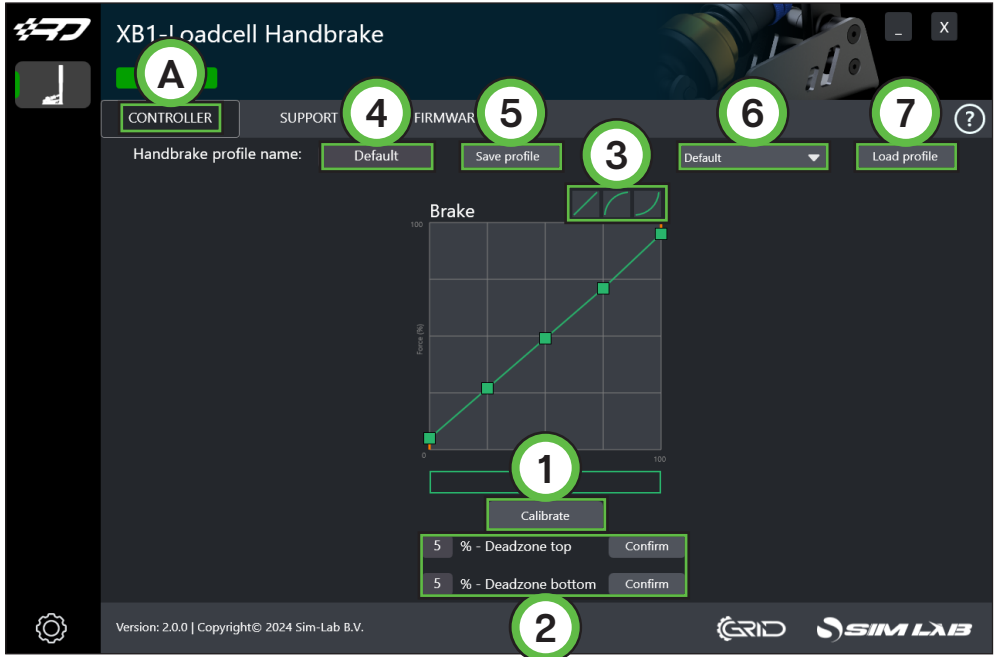 XB1-Loadcell Handbrake
_ X
A
CONTROLLER SUPPORT FIRMWAR ?
4 5 6 7
Handbrake profile name: Default Save profile Default Load profile
3
Brake
100
Force (%)
0 100
1
Calibrate
5 % - Deadzone top Confirm
5 % - Deadzone bottom Confirm
2
Version: 2.0.0 | Copyright© 2024 Sim-Lab B.V. GRID SIM LAB